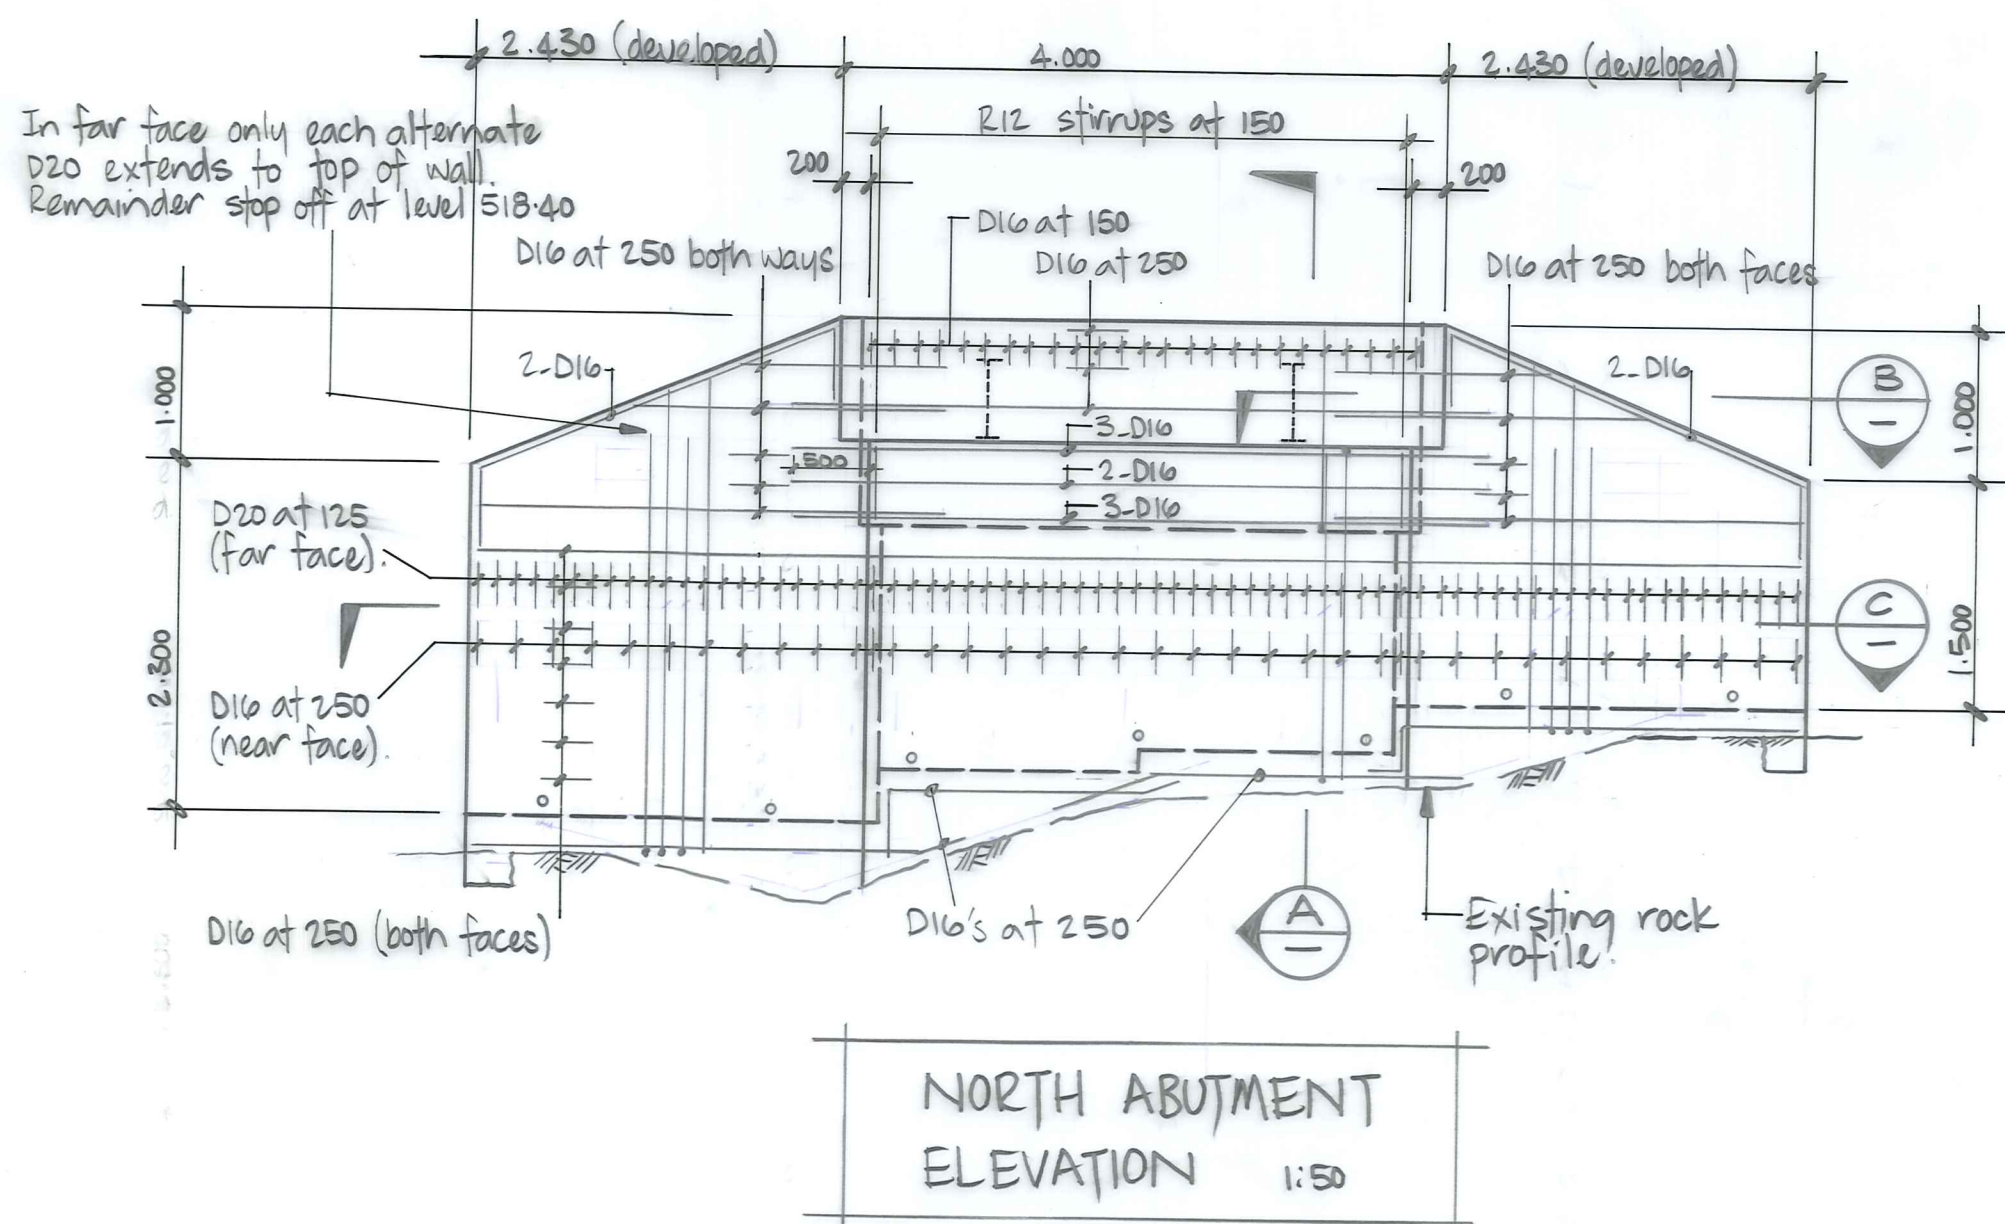 2.430 (developed)
4.000
2.430 (developed)
In far face only each alternate
D20 extends to top of wall.
Remainder stop off at level 518.40
R12 stirrups at 150
200
200
D16 at 150
D16 at 250 both ways
D16 at 250
D16 at 250 both faces
2-D16
2-D16
1.000
B
1.000
3-D16
500
2-D16
3-D16
D20 at 125
(far face).
C
1.500
2.300
D16 at 250
(near face).
D16 at 250 (both faces)
D16's at 250
A
Existing rock
profile.
NORTH ABUTMENT
ELEVATION 1:50